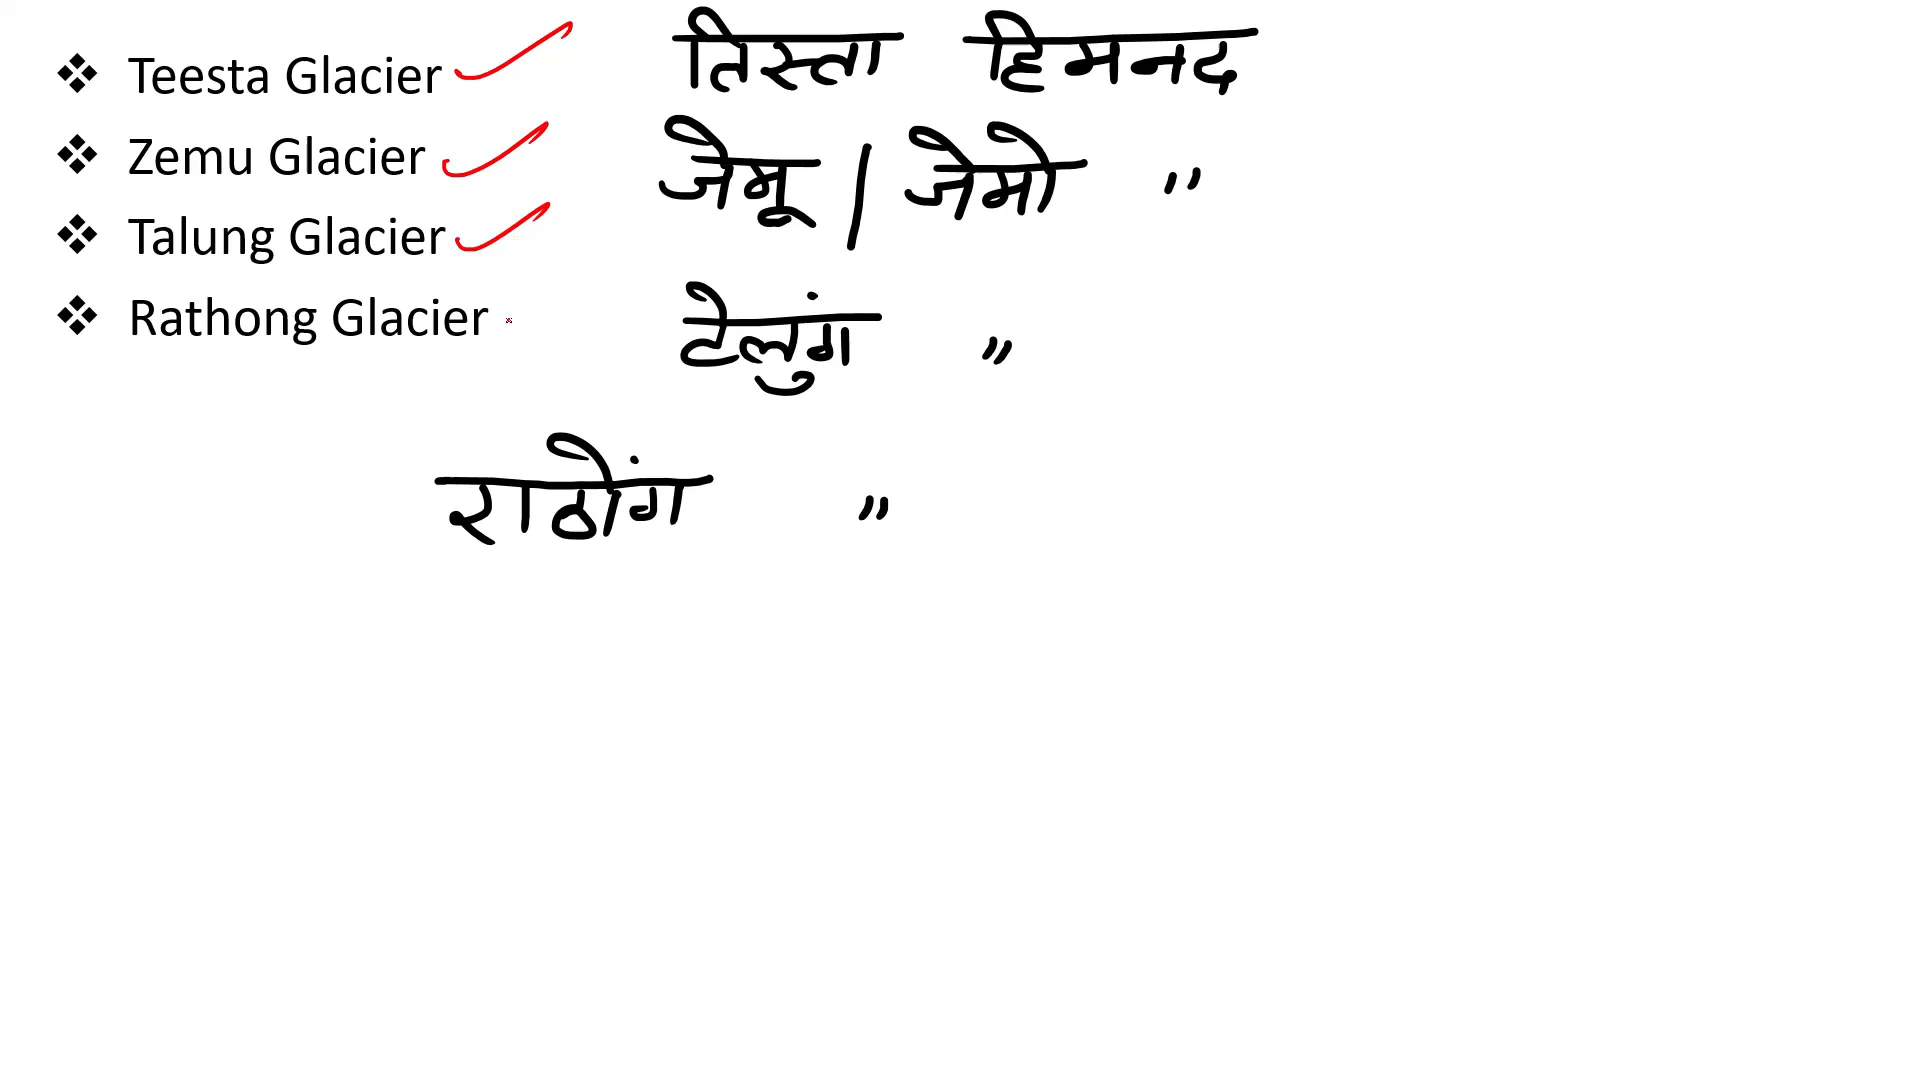 ❖ Teesta Glacier तिस्ता हिमनद
❖ Zemu Glacier जेमू / जेमो "
❖ Talung Glacier टेलुंग "
❖ Rathong Glacier
राठोंग "